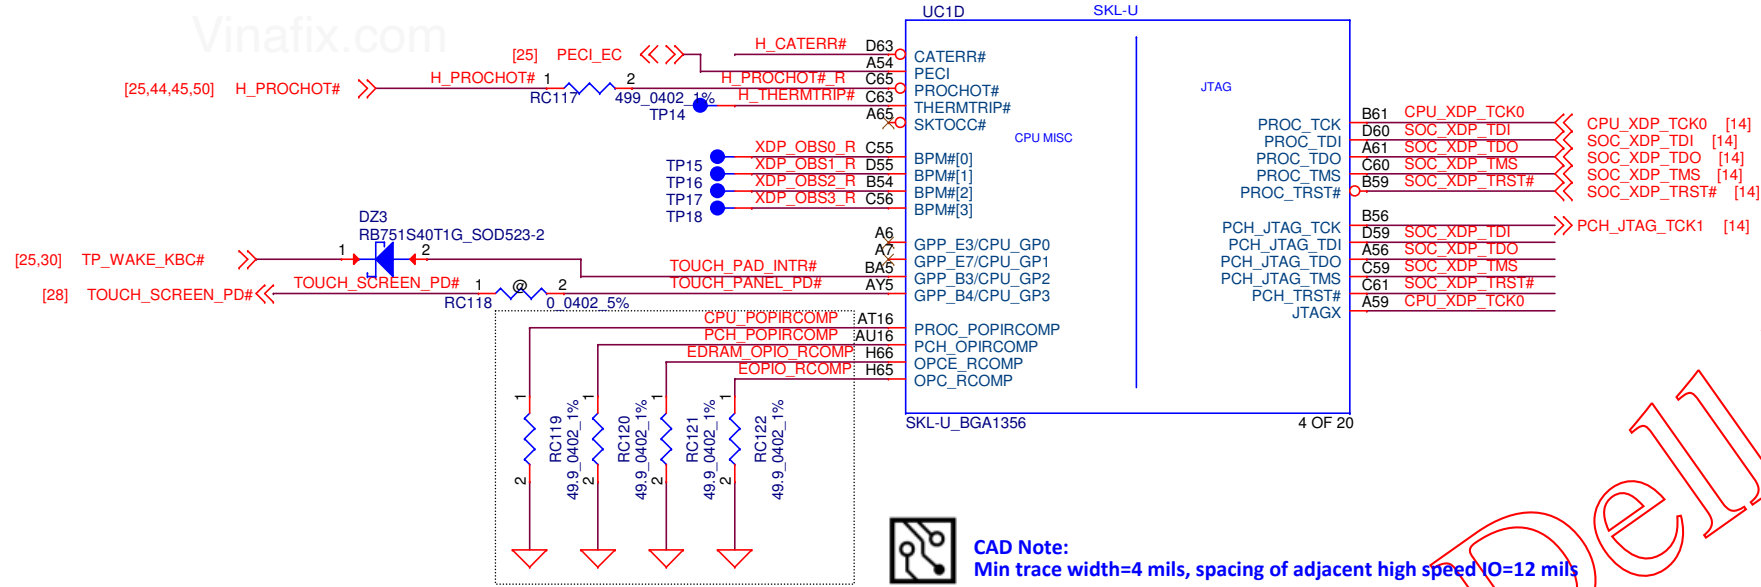 Vinafix.com
UC1D
SKL-U
[25] PECI_EC
H_CATERR# D63
CATERR#
A54
PECI
[25,44,45,50] H_PROCHOT#
H_PROCHOT# 1
RC117
2
499_0402_1%
H_PROCHOT#_R C65
PROCHOT#
TP14
H_THERMTRIP# C63
THERMTRIP#
A65
SKTOCC#
CPU MISC
JTAG
TP15
XDP_OBS0_R C55
BPM#[0]
TP16
XDP_OBS1_R D55
BPM#[1]
TP17
XDP_OBS2_R B54
BPM#[2]
TP18
XDP_OBS3_R C56
BPM#[3]
PROC_TCK
B61 CPU_XDP_TCK0
CPU_XDP_TCK0 [14]
PROC_TDI
D60 SOC_XDP_TDI
SOC_XDP_TDI [14]
PROC_TDO
A61 SOC_XDP_TDO
SOC_XDP_TDO [14]
PROC_TMS
C60 SOC_XDP_TMS
SOC_XDP_TMS [14]
PROC_TRST#
B59 SOC_XDP_TRST#
SOC_XDP_TRST# [14]
DZ3
RB751S40T1G_SOD523-2
[25,30] TP_WAKE_KBC#
1
2
A6
GPP_E3/CPU_GP0
A7
GPP_E7/CPU_GP1
TOUCH_PAD_INTR# BA5
GPP_B3/CPU_GP2
[28] TOUCH_SCREEN_PD#
TOUCH_SCREEN_PD# 1
RC118
@
2
0_0402_5%
TOUCH_PANEL_PD# AY5
GPP_B4/CPU_GP3
PCH_JTAG_TCK
B56
PCH_JTAG_TCK1 [14]
PCH_JTAG_TDI
D59 SOC_XDP_TDI
PCH_JTAG_TDO
A56 SOC_XDP_TDO
PCH_JTAG_TMS
C59 SOC_XDP_TMS
PCH_TRST#
C61 SOC_XDP_TRST#
JTAGX
A59 CPU_XDP_TCK0
CPU_POPIRCOMP AT16
PROC_POPIRCOMP
PCH_POPIRCOMP AU16
PCH_OPIRCOMP
EDRAM_OPIO_RCOMP H66
OPCE_RCOMP
EOPIO_RCOMP H65
OPC_RCOMP
1
2
RC119
49.9_0402_1%
1
2
RC120
49.9_0402_1%
1
2
RC121
49.9_0402_1%
1
2
RC122
49.9_0402_1%
SKL-U_BGA1356
4 OF 20
CAD Note:
Min trace width=4 mils, spacing of adjacent high speed IO=12 mils
Dell